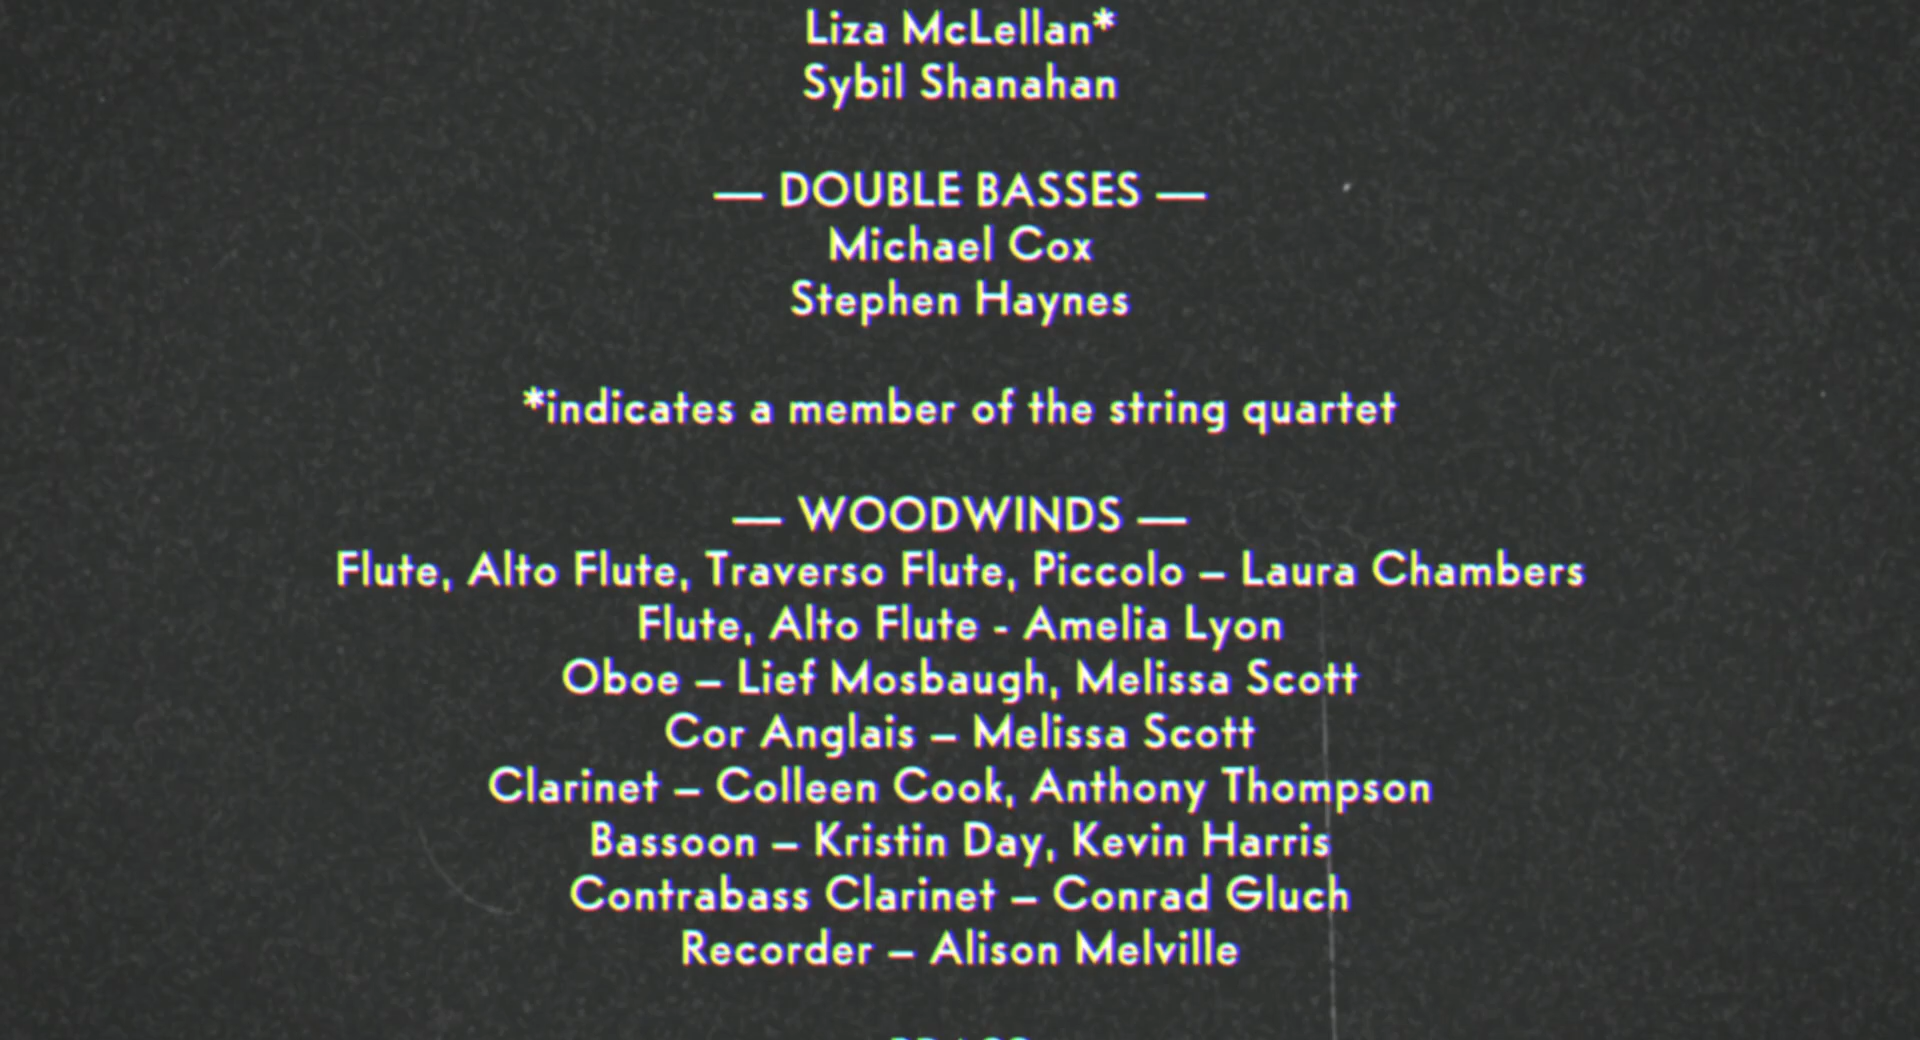 Liza McLellan*
Sybil Shanahan
— DOUBLE BASSES —
Michael Cox
Stephen Haynes
*indicates a member of the string quartet
— WOODWINDS —
Flute, Alto Flute, Traverso Flute, Piccolo – Laura Chambers
Flute, Alto Flute - Amelia Lyon
Oboe – Lief Mosbaugh, Melissa Scott
Cor Anglais – Melissa Scott
Clarinet – Colleen Cook, Anthony Thompson
Bassoon – Kristin Day, Kevin Harris
Contrabass Clarinet – Conrad Gluch
Recorder – Alison Melville